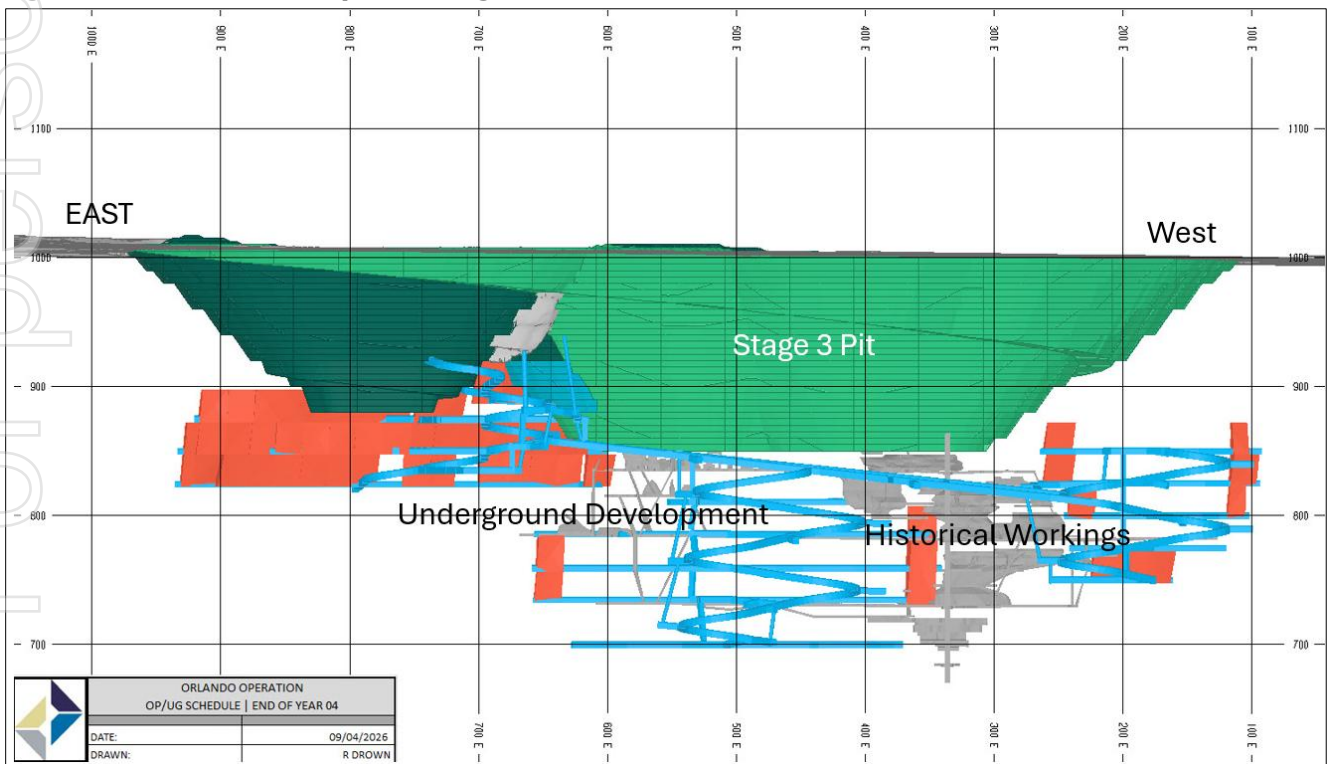 1000 E 900 E 800 E 700 E 600 E 500 E 400 E 300 E 200 E 100 E
1100 1100
EAST
West
1000 1000
Stage 3 Pit
900 900
Underground Development
800 800
Historical Workings
700 700
ORLANDO OPERATION
OP/UG SCHEDULE | END OF YEAR 04
DATE: 09/04/2026
DRAWN: R DROWN
700 E 600 E 500 E 400 E 300 E 200 E 100 E